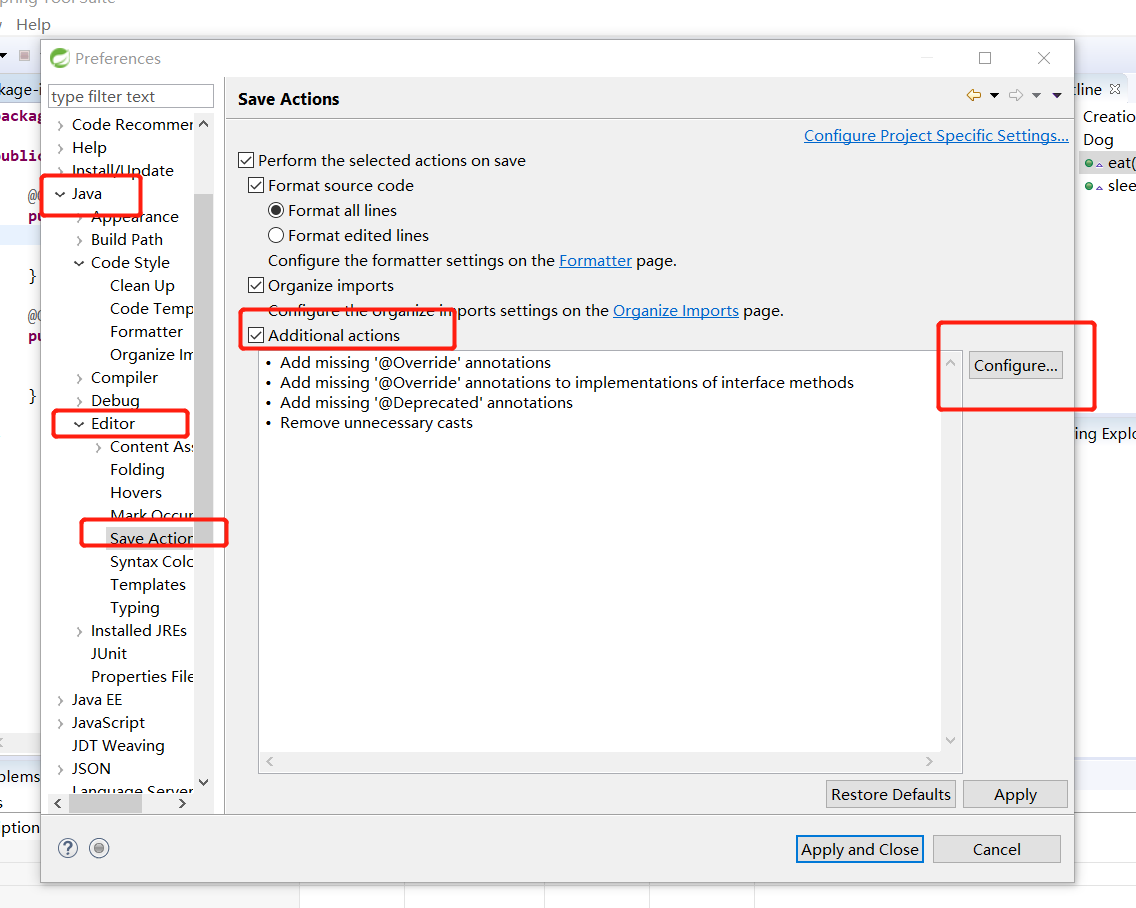 Help
Preferences
type filter text
Save Actions
Configure Project Specific Settings...
Code Recommer
Help
Install/Update
Java
Appearance
Build Path
Code Style
Clean Up
Code Temp
Formatter
Organize Im
Compiler
Debug
Editor
Content Ass
Folding
Hovers
Mark Occur
Save Action
Syntax Colo
Templates
Typing
Installed JREs
JUnit
Properties File
Java EE
JavaScript
JDT Weaving
JSON
Language Server
Perform the selected actions on save
Format source code
Format all lines
Format edited lines
Configure the formatter settings on the Formatter page.
Organize imports
Configure the organize imports settings on the Organize Imports page.
Additional actions
• Add missing '@Override' annotations
• Add missing '@Override' annotations to implementations of interface methods
• Add missing '@Deprecated' annotations
• Remove unnecessary casts
Configure...
Restore Defaults
Apply
Apply and Close
Cancel
tline
Creatio
Dog
eat(
slee
ing Explo
kage-i
packag
public
@
pu
}
@
pu
}
blems
s
iption